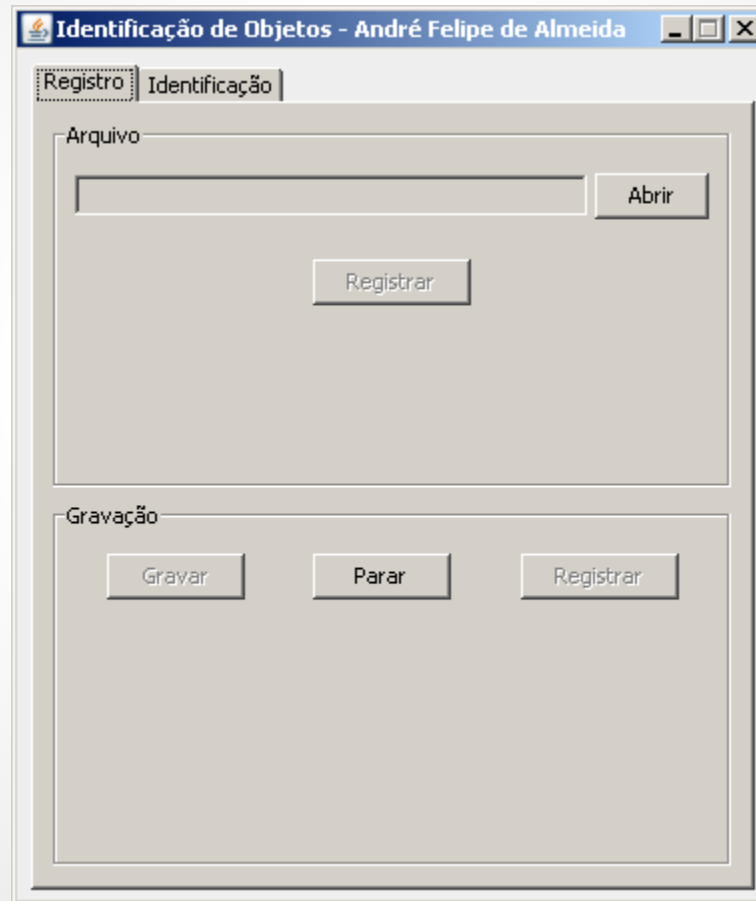 Identificação de Objetos - André Felipe de Almeida
Registro Identificação
Arquivo
Abrir
Registrar
Gravação
Gravar Parar Registrar